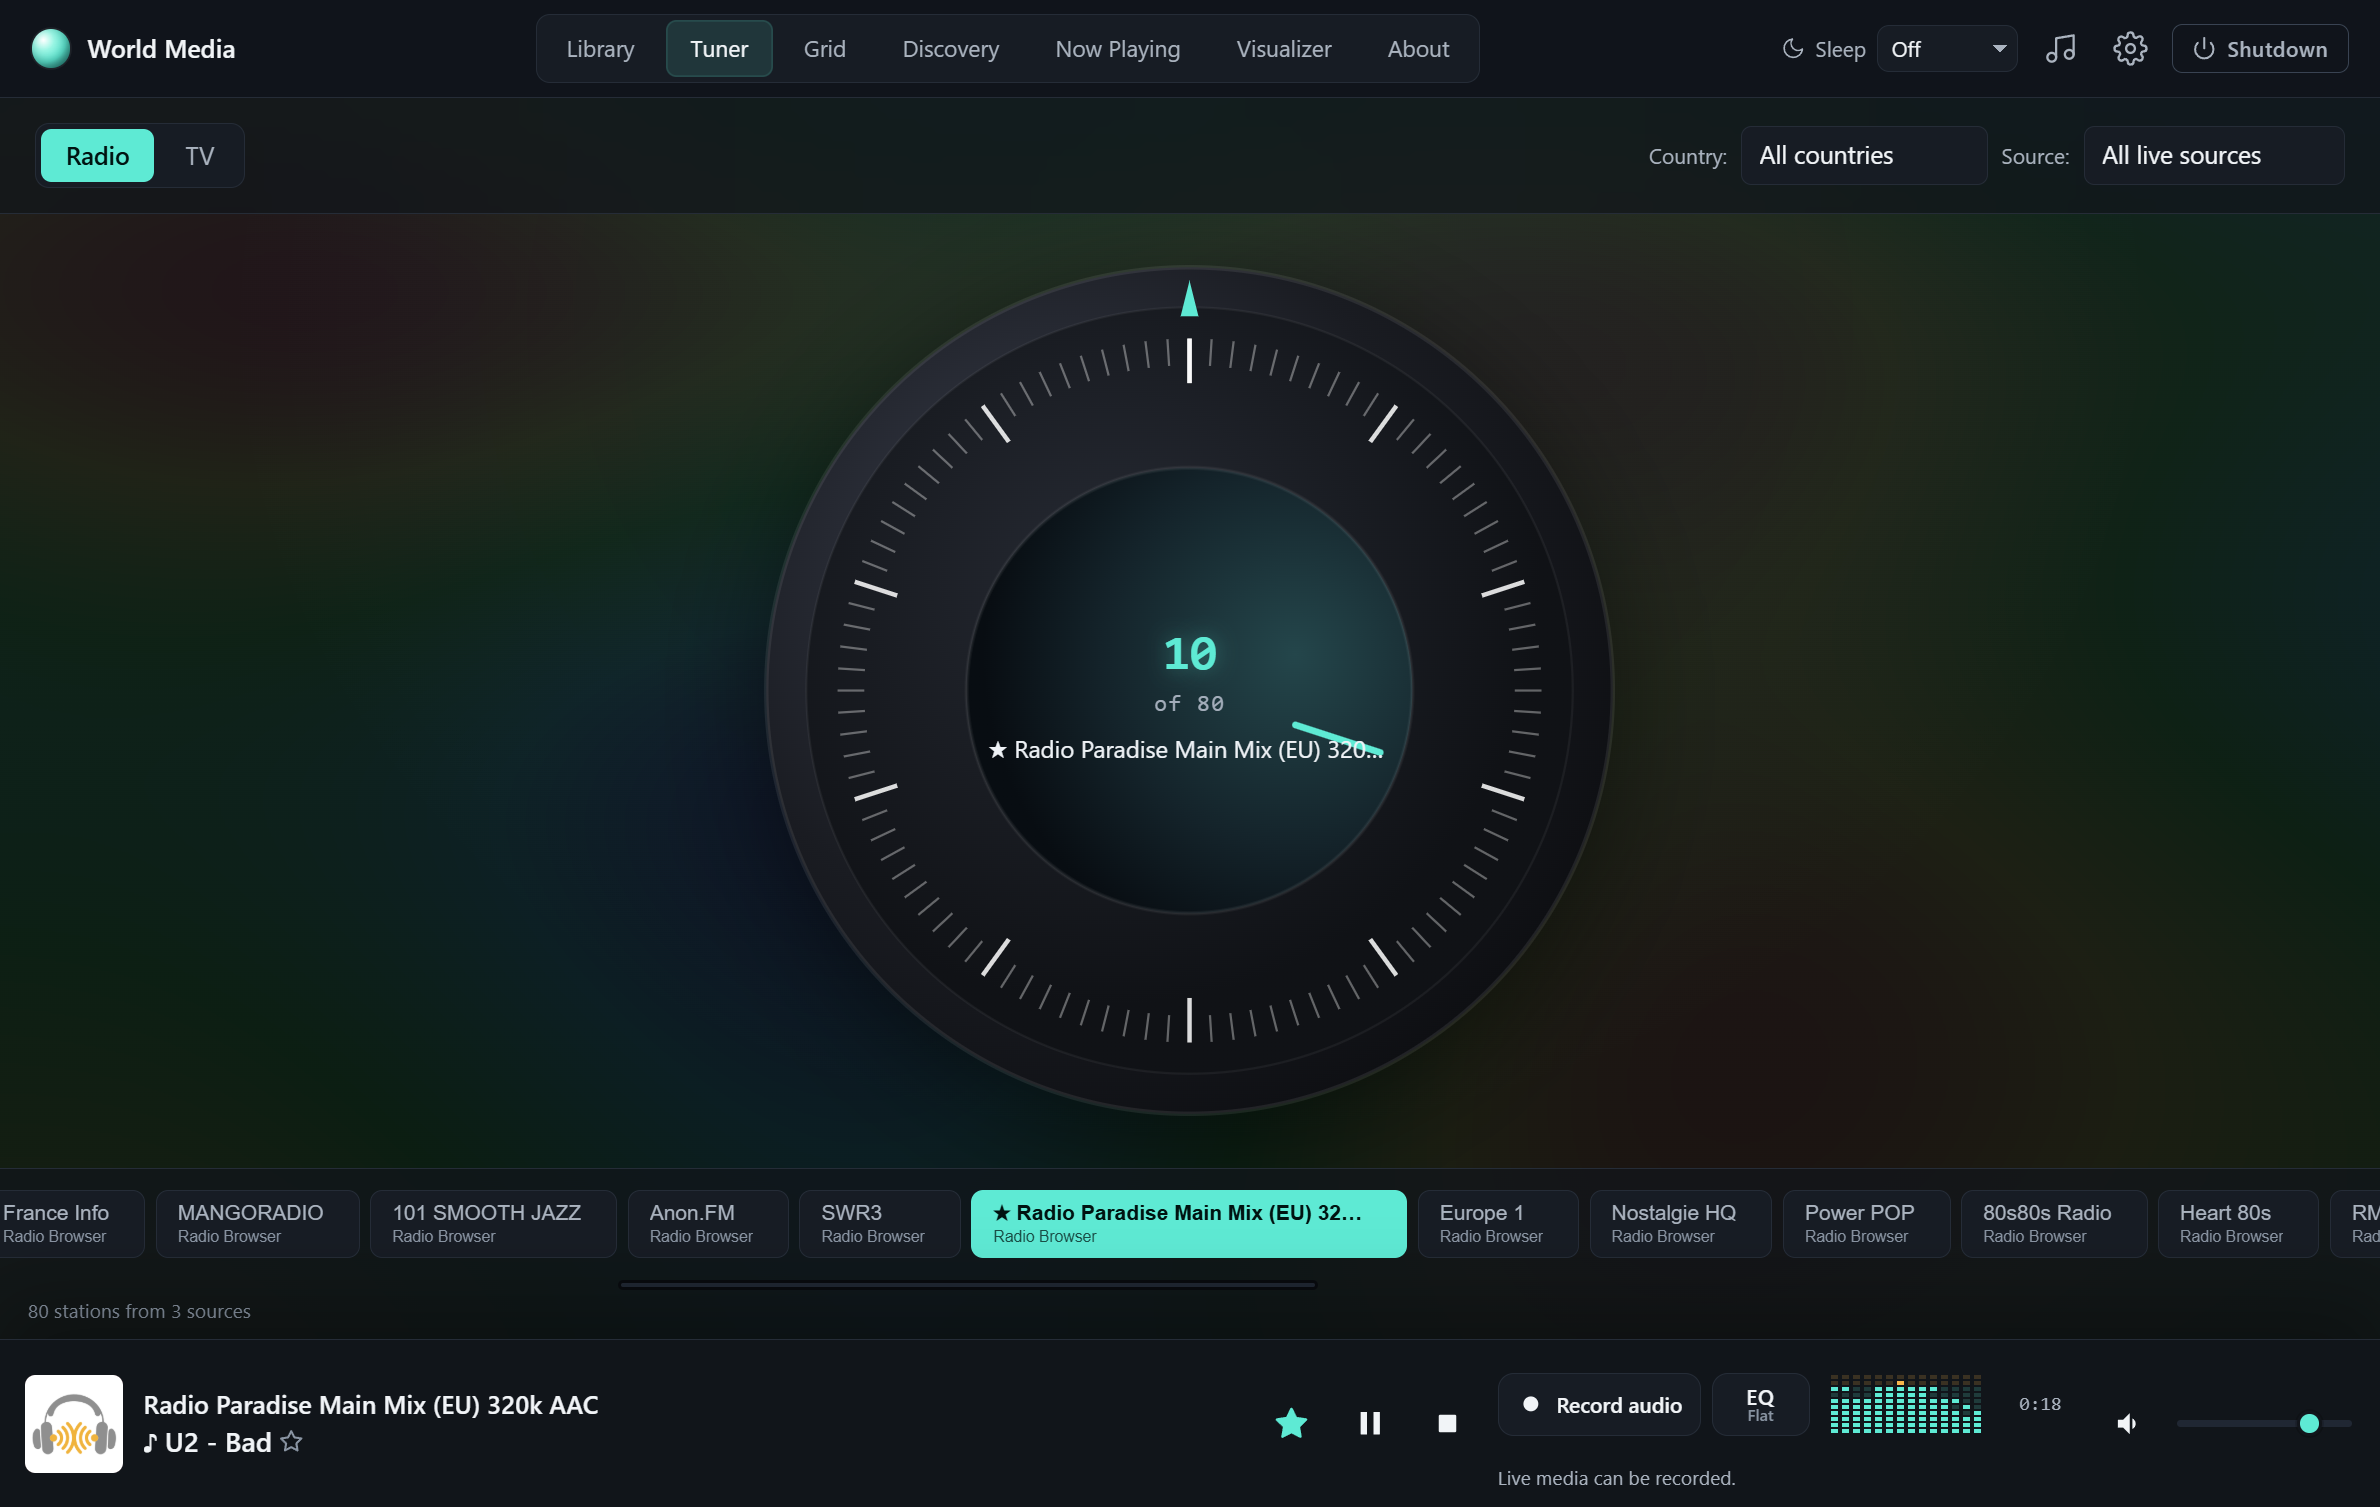 World Media
Library
Tuner
Grid
Discovery
Now Playing
Visualizer
About
Sleep
Off
Shutdown
Radio
TV
Country:
All countries
Source:
All live sources
10
of 80
★ Radio Paradise Main Mix (EU) 320...
France Info
Radio Browser
MANGORADIO
Radio Browser
101 SMOOTH JAZZ
Radio Browser
Anon.FM
Radio Browser
SWR3
Radio Browser
★ Radio Paradise Main Mix (EU) 32...
Radio Browser
Europe 1
Radio Browser
Nostalgie HQ
Radio Browser
Power POP
Radio Browser
80s80s Radio
Radio Browser
Heart 80s
Radio Browser
RM
Rad
80 stations from 3 sources
Radio Paradise Main Mix (EU) 320k AAC
♪ U2 - Bad ☆
Record audio
EQ
Flat
0:18
Live media can be recorded.